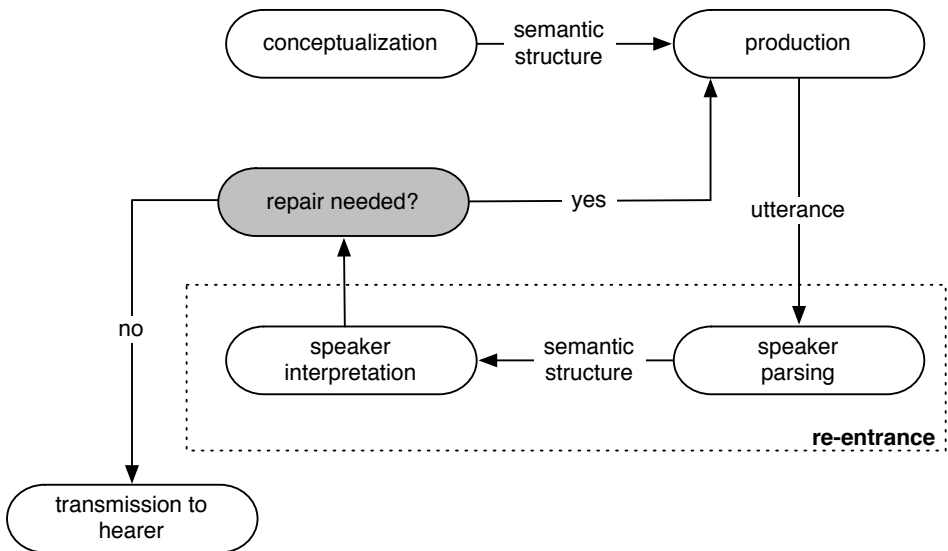 conceptualization
semantic
structure
production
repair needed?
yes
utterance
no
speaker
interpretation
semantic
structure
speaker
parsing
re-entrance
transmission to
hearer